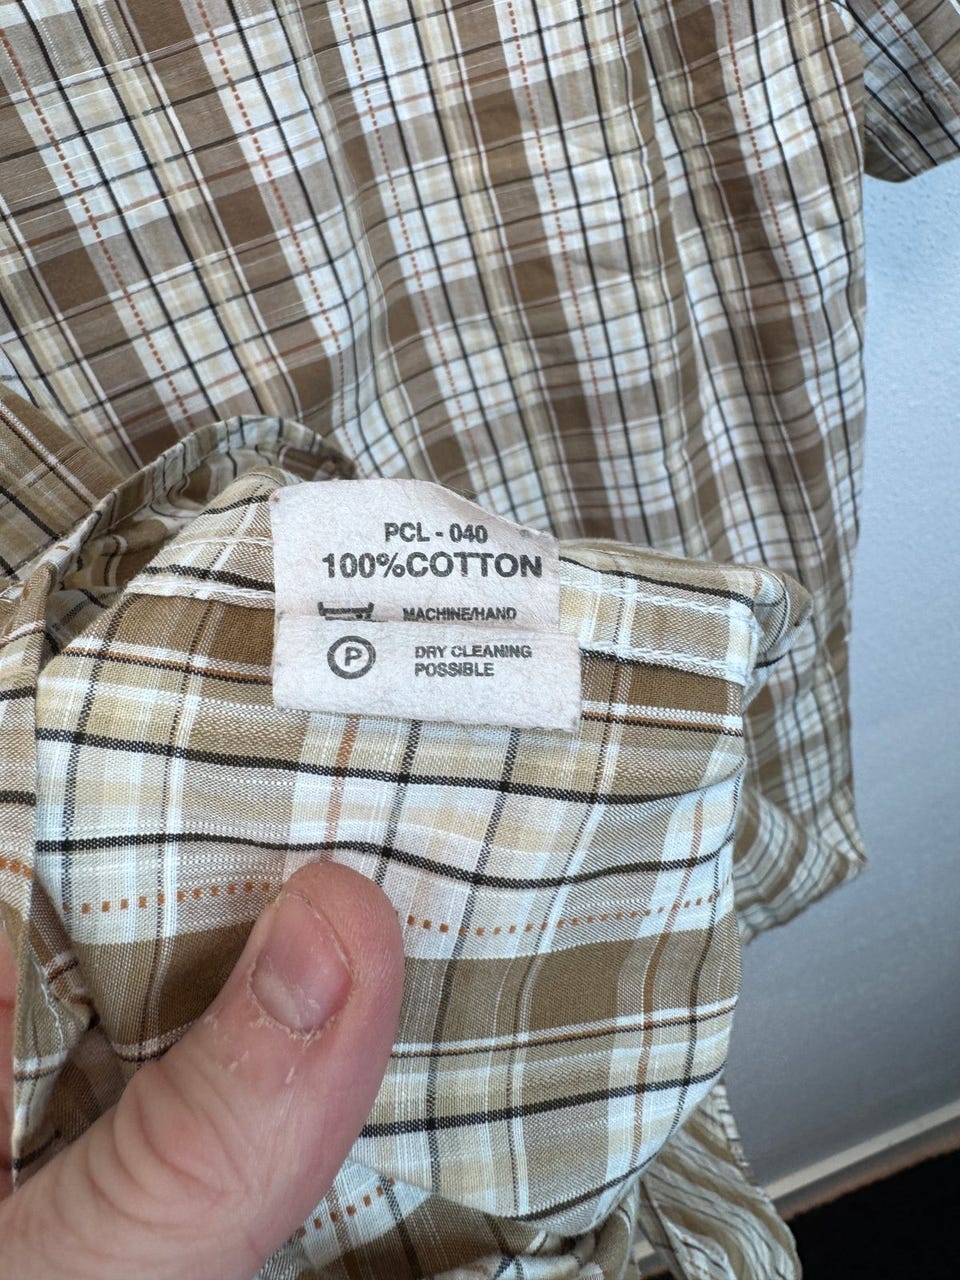 PCL - 040
100%COTTON
MACHINE/HAND
P
DRY CLEANING
POSSIBLE